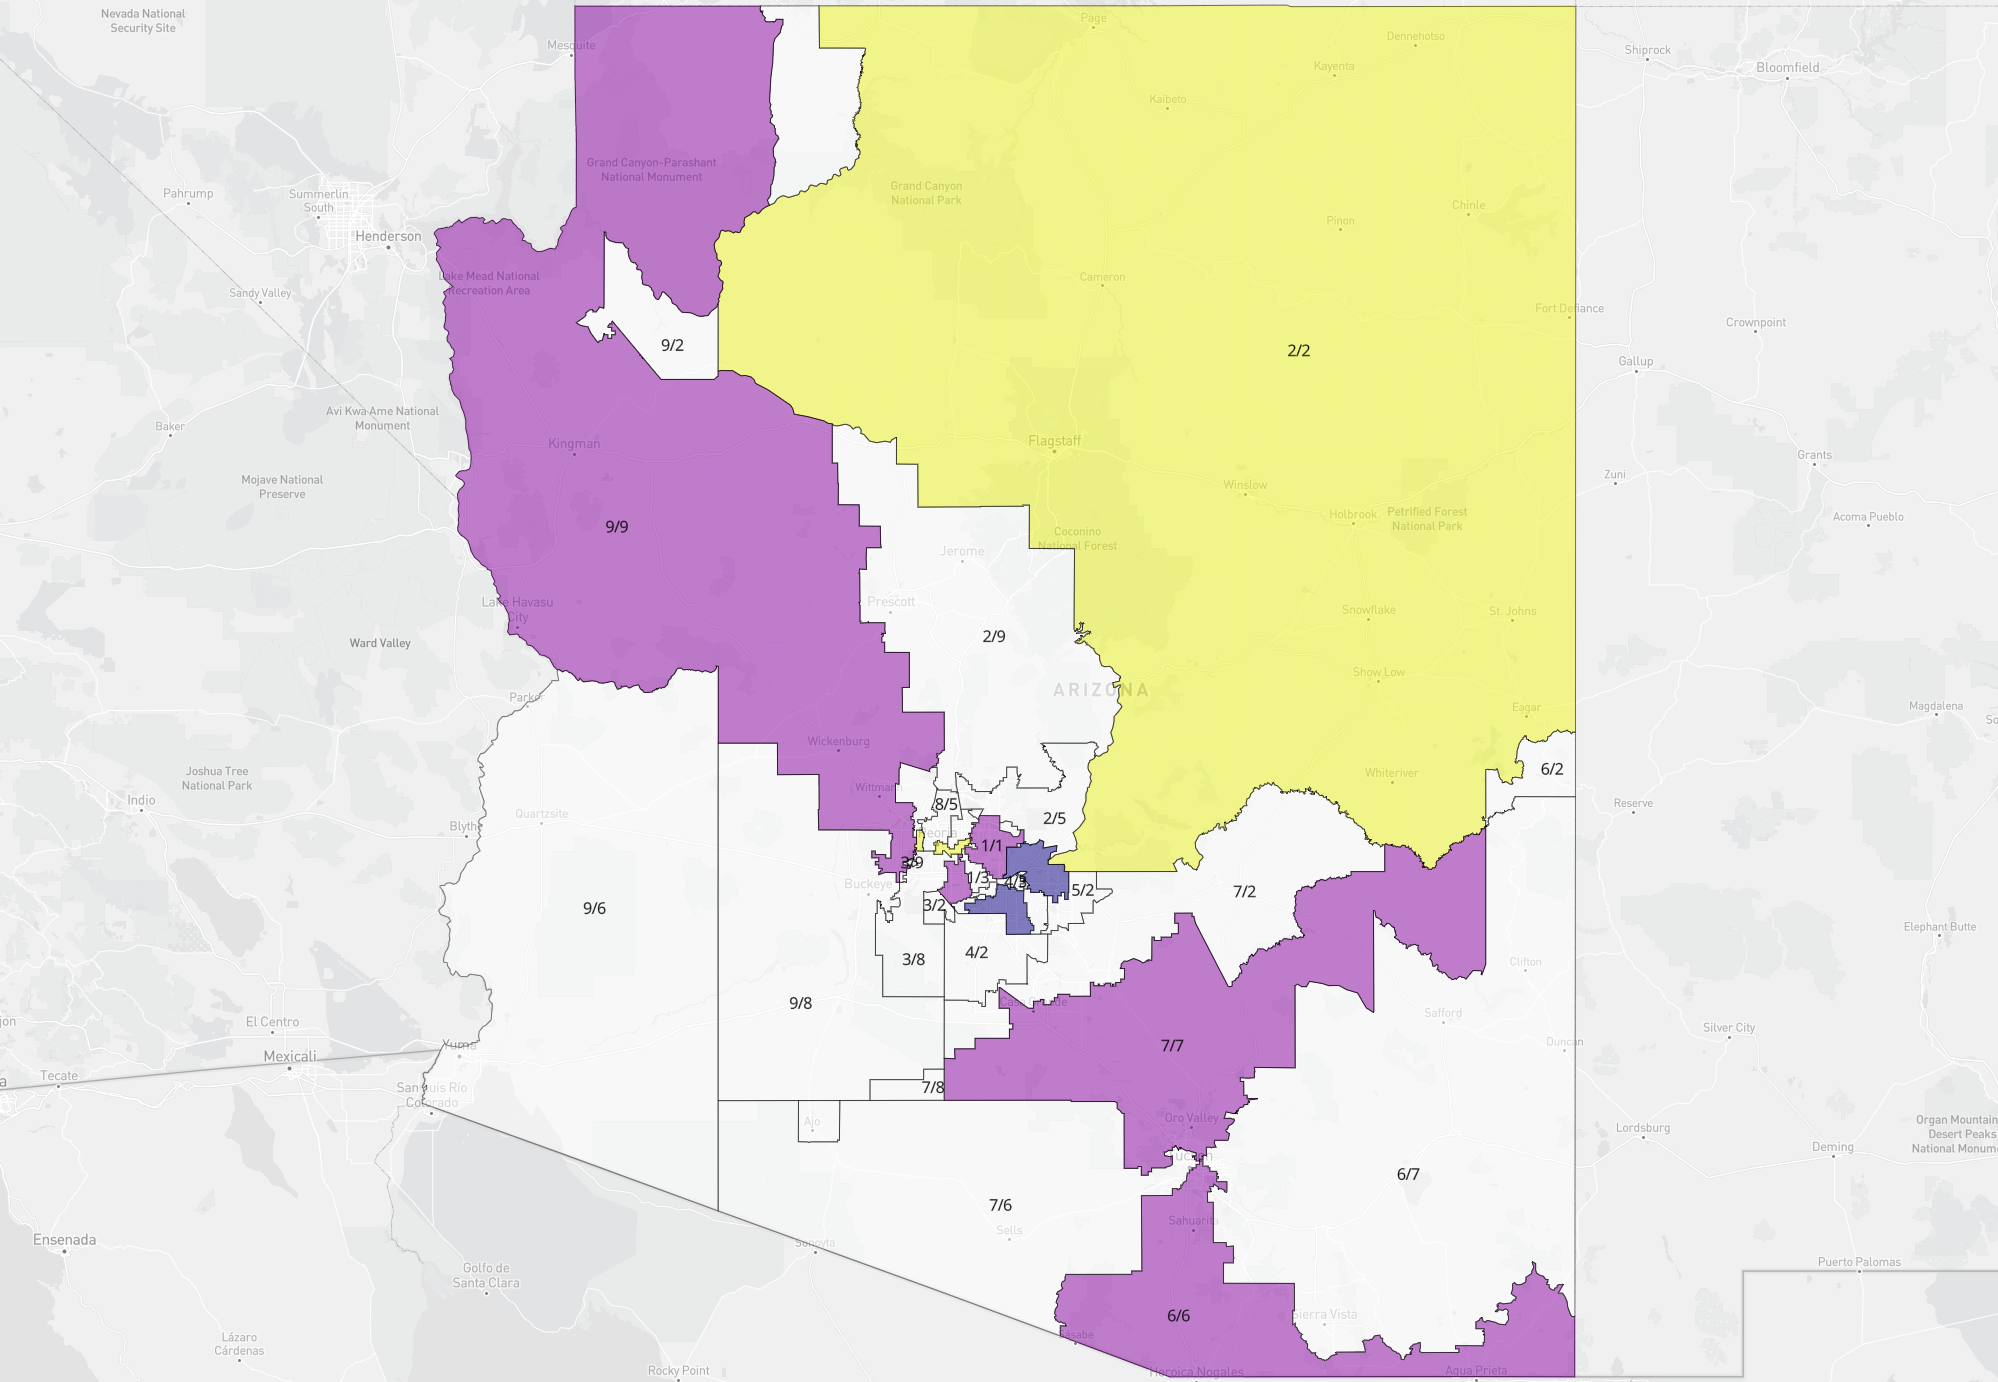 Nevada National
Security Site
Page
Dennehotso
Mesquite
Shiprock
Kayenta
Bloomfield
Kaibeto
Grand Canyon-Parashant
National Monument
Pahrump
Summerlin
South
Grand Canyon
National Park
Chinle
Pinon
Henderson
Lake Mead National
Recreation Area
Cameron
Sandy Valley
Fort Defiance
Crownpoint
9/2
2/2
Gallup
Avi Kwa Ame National
Monument
Baker
Kingman
Flagstaff
Grants
Zuni
Mojave National
Preserve
Winslow
Holbrook
Petrified Forest
National Park
Acoma Pueblo
9/9
Coconino
National Forest
Jerome
Lake Havasu
City
Prescott
Snowflake
St. Johns
Ward Valley
2/9
Show Low
ARIZONA
Parker
Eagar
Magdalena
Wickenburg
Joshua Tree
National Park
Whiteriver
6/2
Wittmann
Indio
Quartzsite
8/5
Reserve
2/5
Blythe
Peoria
1/1
3/9
Buckeye
1/3
5/2
7/2
9/6
3/2
Elephant Butte
4/2
3/8
Clifton
9/8
Casa Grande
Safford
El Centro
Silver City
Yuma
7/7
Duncan
Mexicali
Tecate
San Luis Río
Colorado
7/8
Ajo
Oro Valley
Organ Mountain
Desert Peaks
Lordsburg
Deming
Tucson
6/7
7/6
Sahuarita
Sells
Ensenada
Sonoyta
Puerto Palomas
Golfo de
Santa Clara
6/6
Sierra Vista
Sásabe
Lázaro
Cárdenas
Rocky Point
Heroica Nogales
Agua Prieta